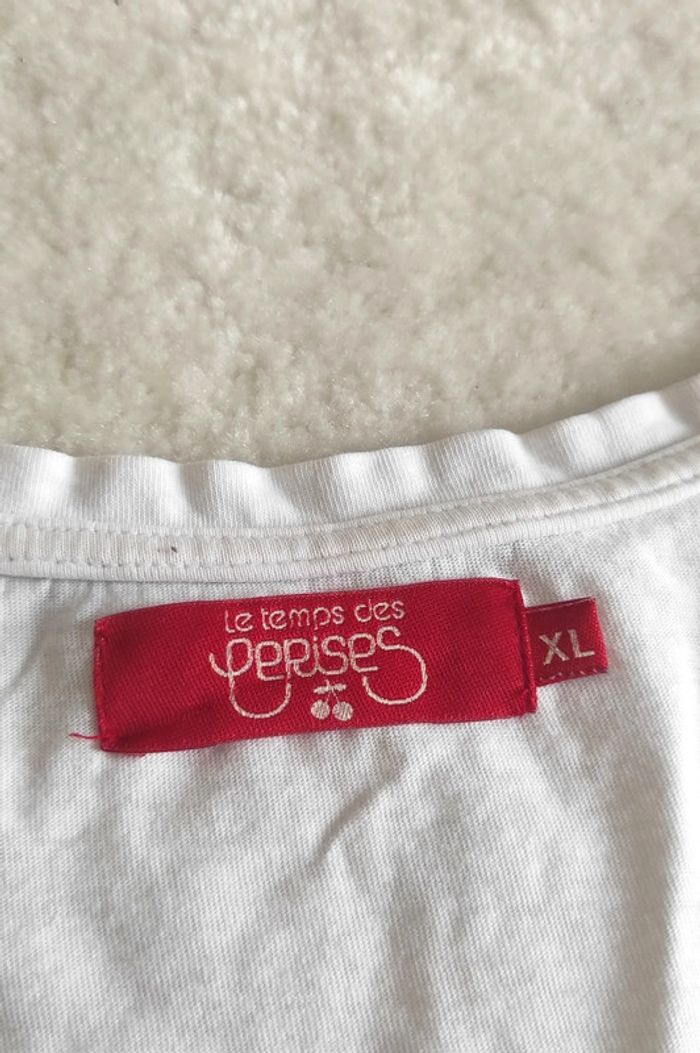 Le temps des
cerises
XL